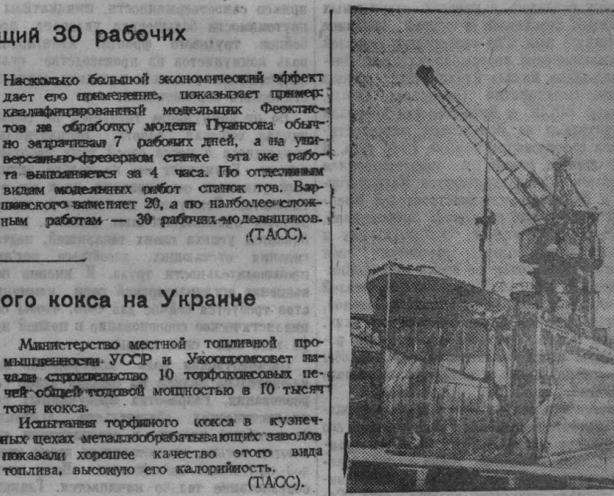 щий 30 рабочих
Насколько большой экономический эффект
дает его применение, показывает пример:
квалифицированный модельщик Феоктис-
тов на обработку модели Пуансона обыч-
но затрачивал 7 рабочих дней, а на уни-
версально-фрезерном станке эта же рабо-
та выполняется за 4 часа. По отдельным
видам модельных работ станок тов. Вар-
шавского заменяет 20, а по наиболее слож-
ным работам — 30 рабочих-модельщиков.
(ТАСС).
ого кокса на Украине
Министерство местной топливной про-
мышленности УССР и Укоопромсовет на-
чали строительство 10 торфококсовых пе-
чей общей годовой мощностью в 10 тысяч
тонн кокса.
Испытания торфяного кокса в кузнеч-
ных цехах металлообрабатывающих заводов
показали хорошее качество этого вида
топлива, высокую его калорийность.
(ТАСС).